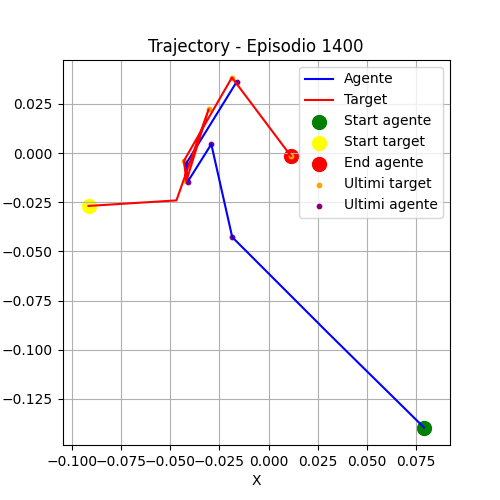 Trajectory - Episodio 1400
Agente
Target
Start agente
Start target
End agente
Ultimi target
Ultimi agente
0.025
0.000
−0.025
−0.050
−0.075
−0.100
−0.125
−0.100 −0.075 −0.050 −0.025 0.000 0.025 0.050 0.075
X